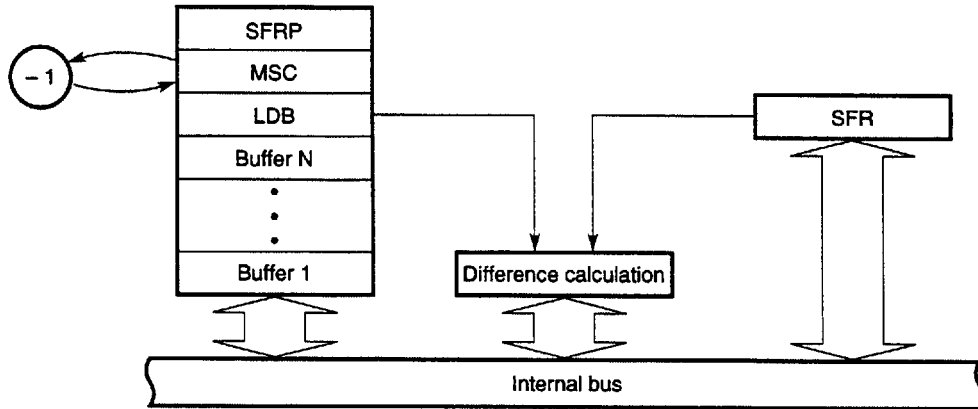 SFRP
– 1
MSC
LDB
SFR
Buffer N
Buffer 1
Difference calculation
Internal bus